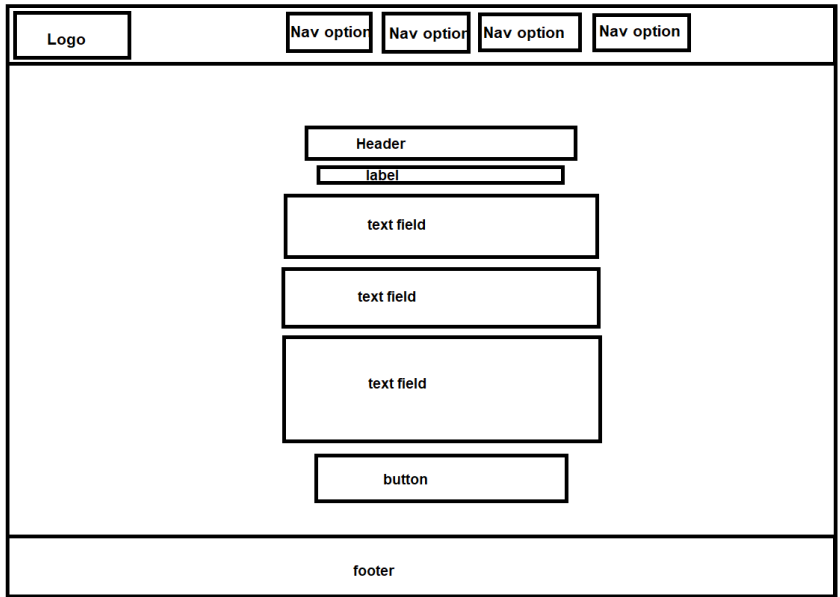 Logo
Nav option
Nav option
Nav option
Nav option
Header
label
text field
text field
text field
button
footer